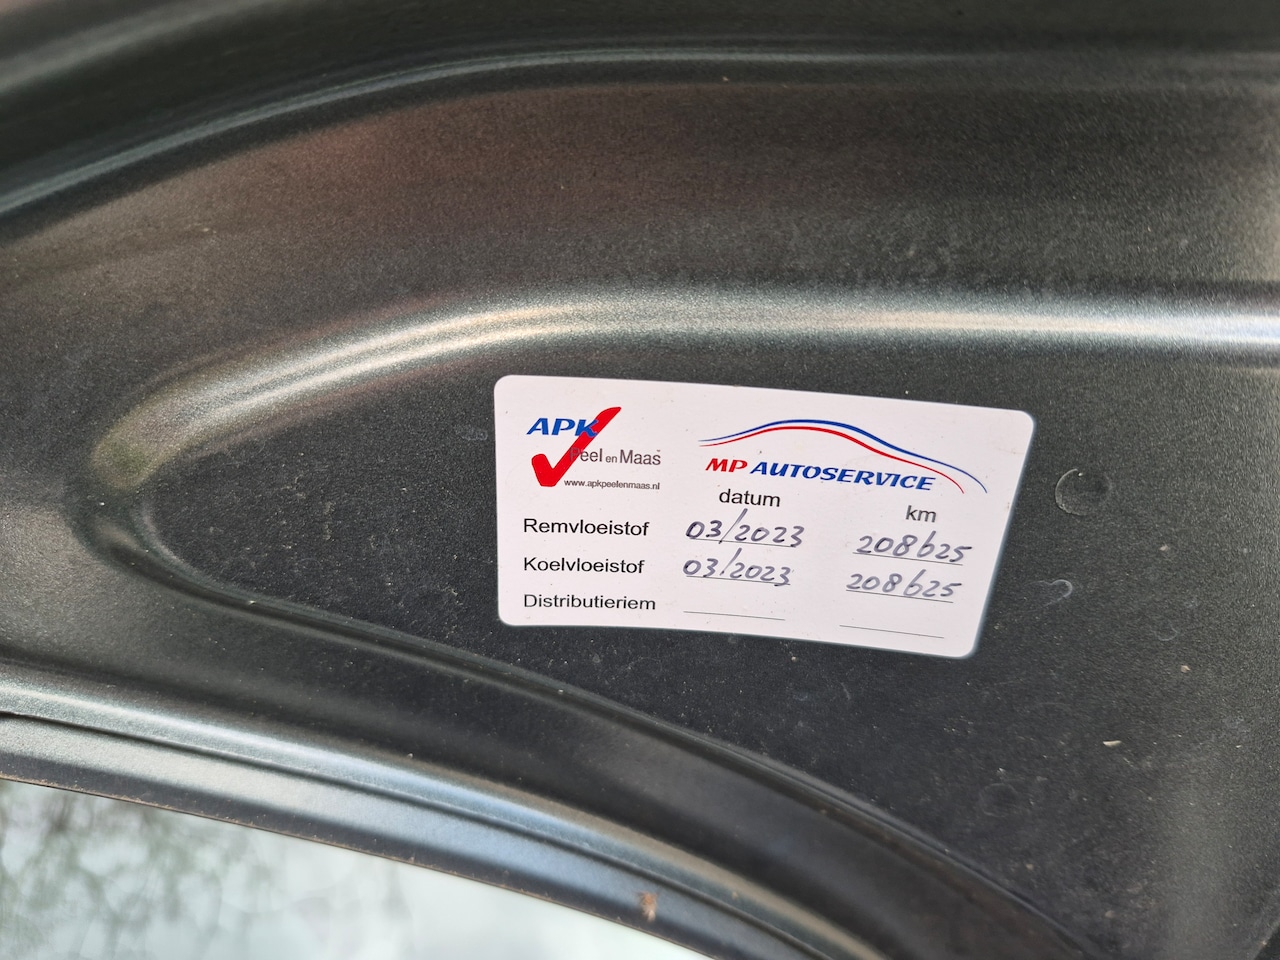 APK
Peel en Maas
www.apkpeelenmaas.nl
MP AUTOSERVICE
datum km
Remvloeistof 03/2023 208625
Koelvloeistof 03/2023 208625
Distributieriem